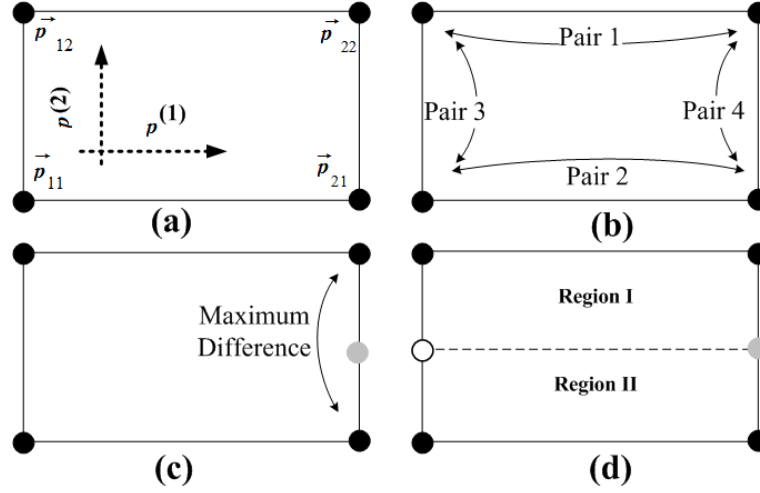 p⃗ 12
p⃗ 22
p(2)
p(1)
p⃗ 11
p⃗ 21
(a)
Pair 1
Pair 3
Pair 4
Pair 2
(b)
Maximum
Difference
(c)
Region I
Region II
(d)